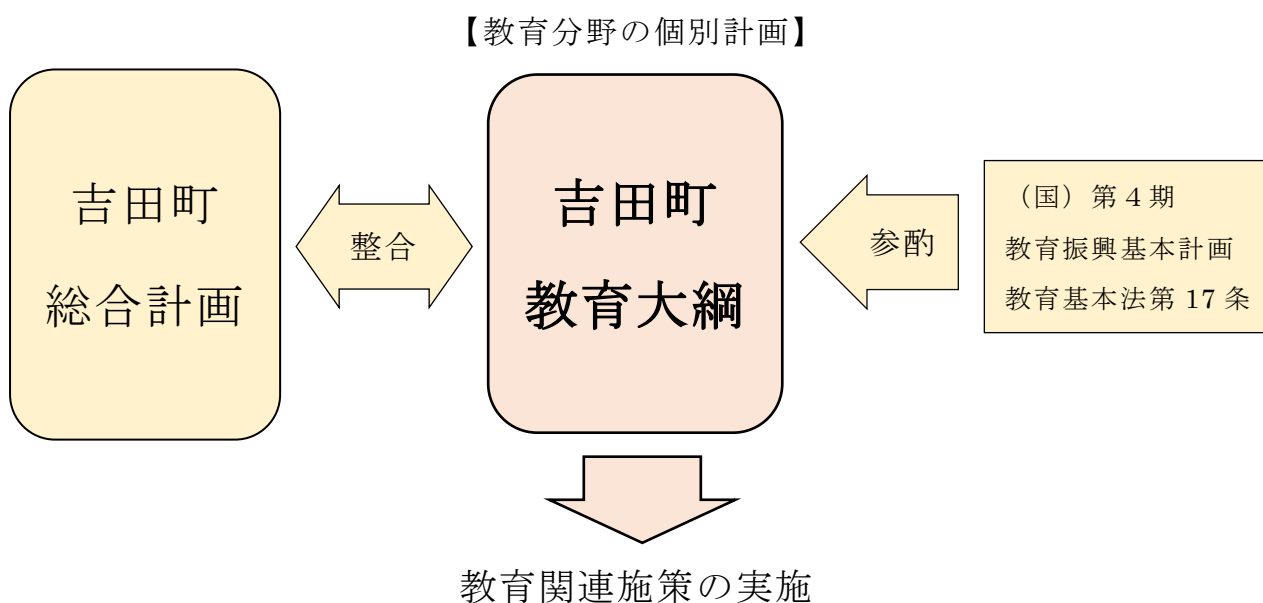 【教育分野の個別計画】
吉田町
総合計画
整合
吉田町
教育大綱
参酌
（国）第4期
教育振興基本計画
教育基本法第17条
教育関連施策の実施